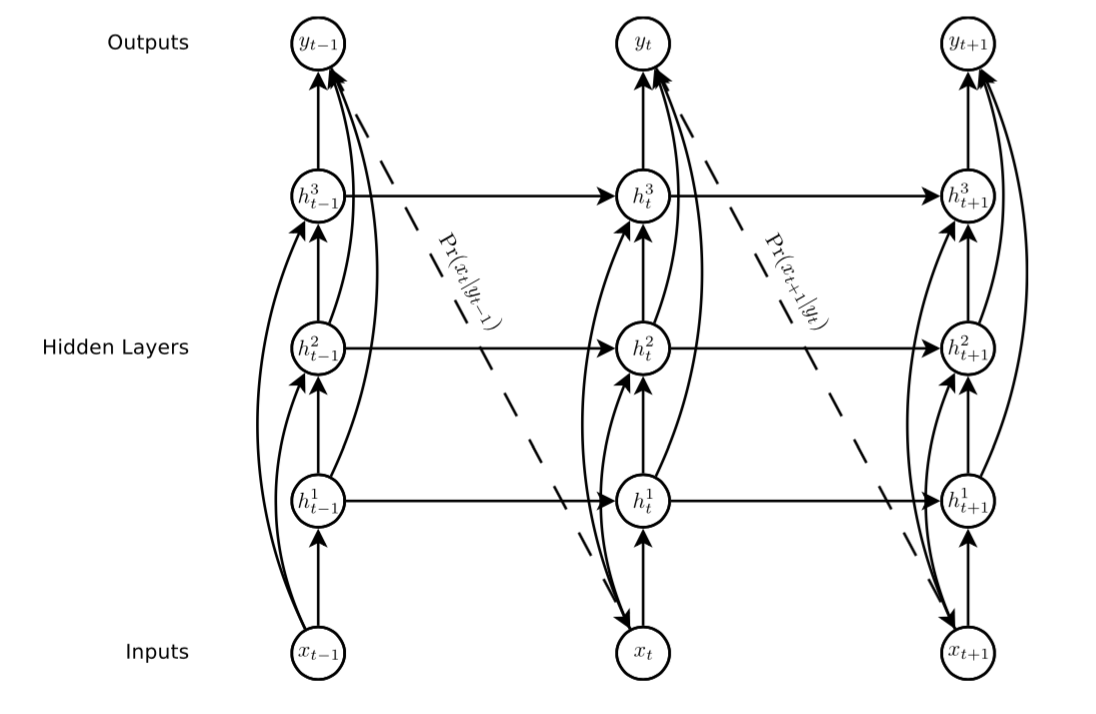 Outputs
y_{t−1}
y_t
y_{t+1}
h^3_{t−1}
h^3_t
h^3_{t+1}
Pr(x_t|y_{t−1})
Pr(x_{t+1}|y_t)
Hidden Layers
h^2_{t−1}
h^2_t
h^2_{t+1}
h^1_{t−1}
h^1_t
h^1_{t+1}
Inputs
x_{t−1}
x_t
x_{t+1}